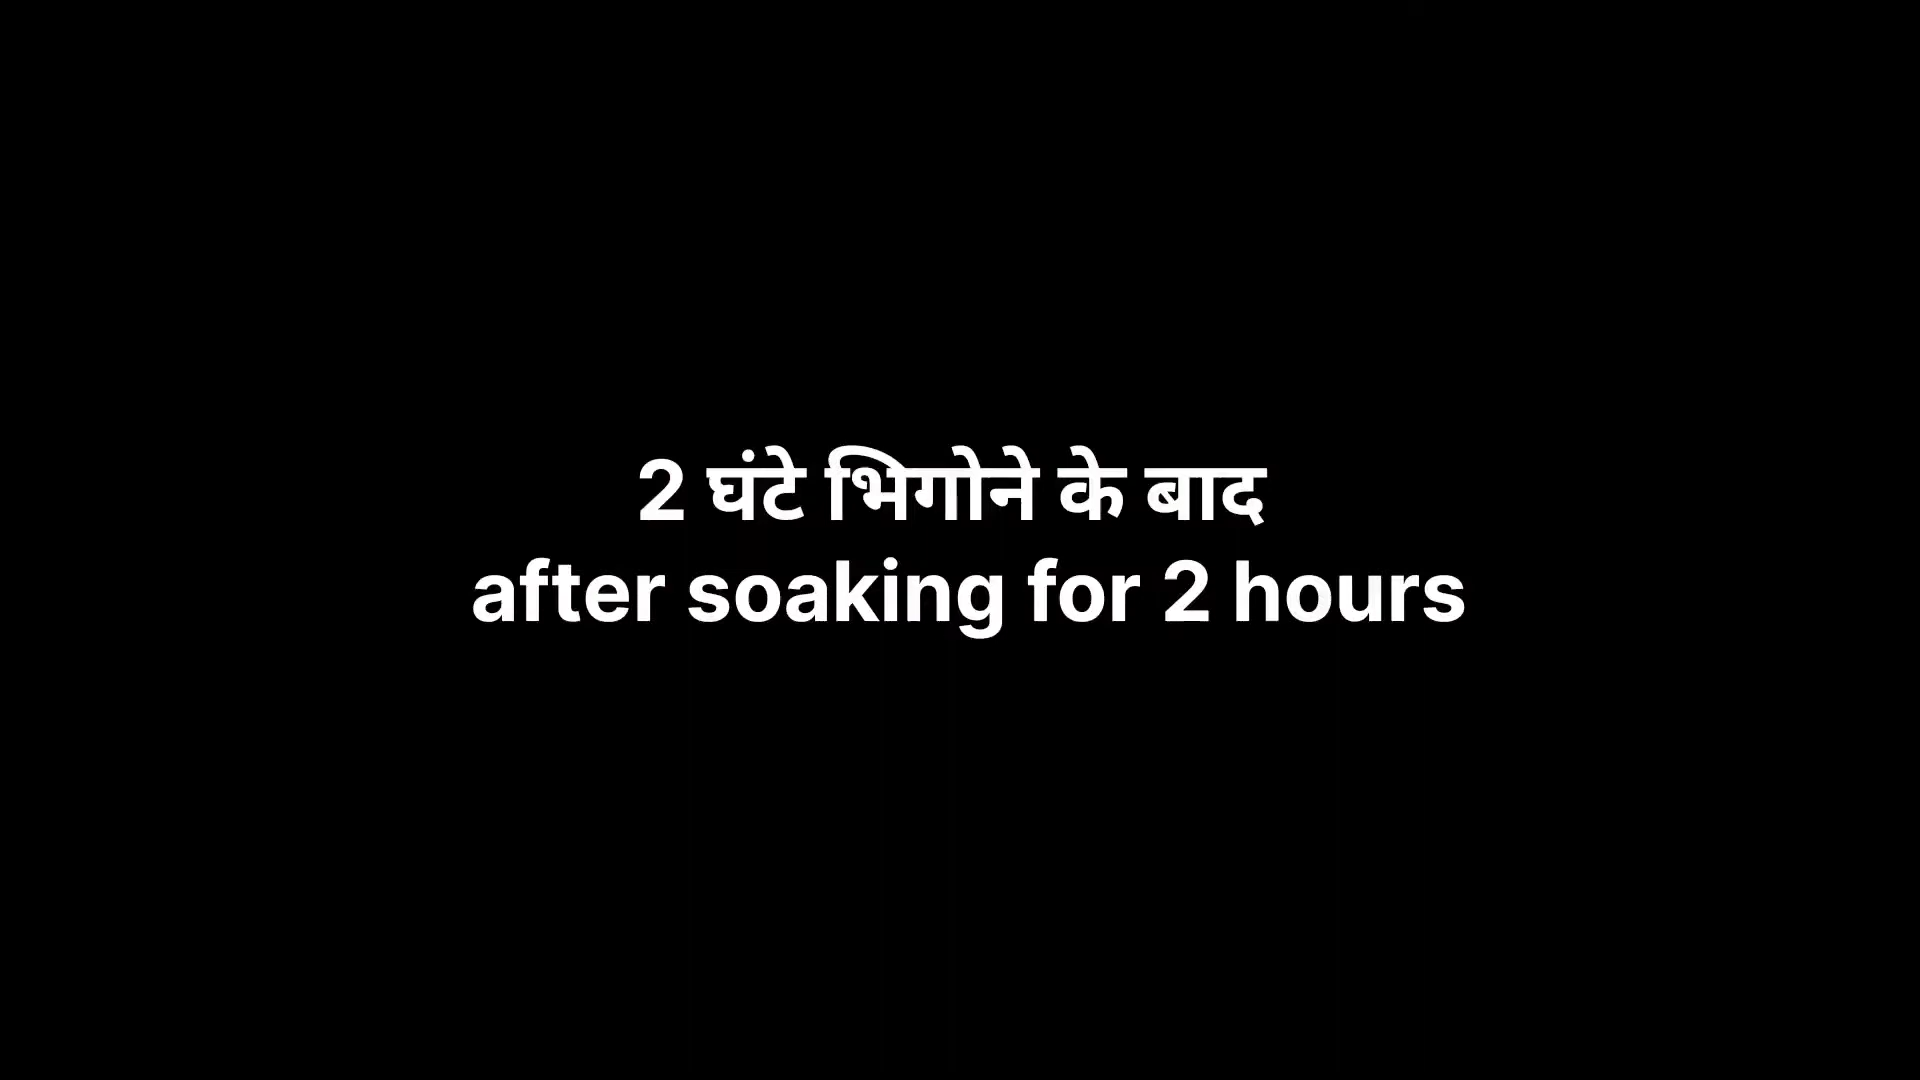 2 घंटे भिगोने के बाद
after soaking for 2 hours